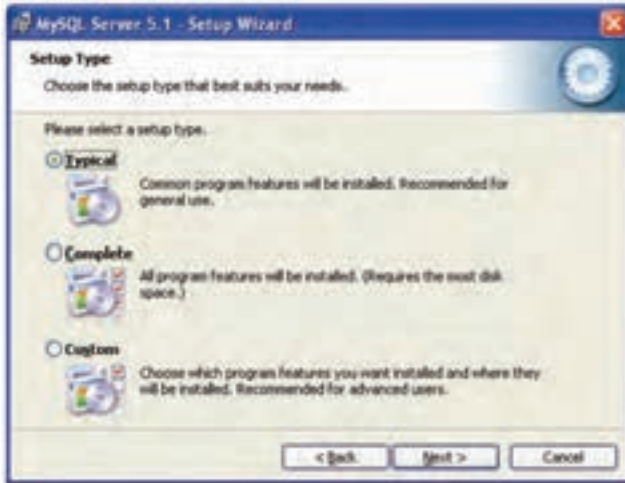 MySQL Server 5.1 - Setup Wizard
Setup Type
Choose the setup type that best suits your needs.
Please select a setup type.
Typical
Common program features will be installed. Recommended for
general use.
Complete
All program features will be installed. (Requires the most disk
space.)
Custom
Choose which program features you want installed and where they
will be installed. Recommended for advanced users.
< Back
Next >
Cancel